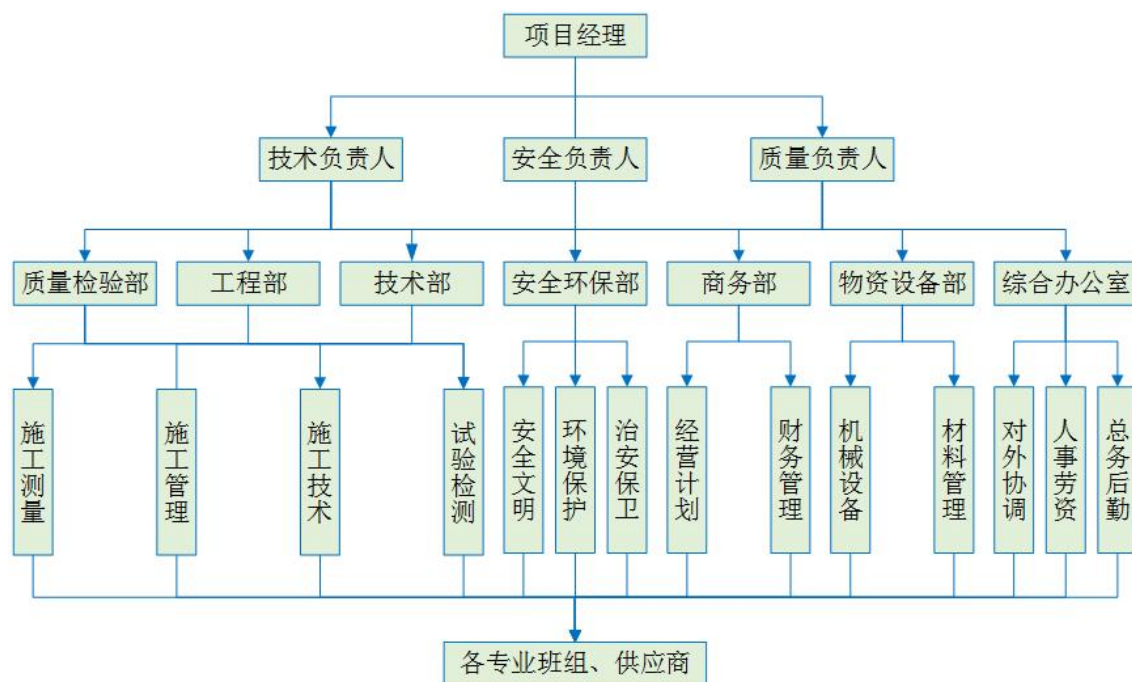 项目经理
技术负责人
安全负责人
质量负责人
质量检验部
工程部
技术部
安全环保部
商务部
物资设备部
综合办公室
施工测量
施工管理
施工技术
试验检测
安全文明
环境保护
治安保卫
经营计划
财务管理
机械设备
材料管理
对外协调
人事劳资
总务后勤
各专业班组、供应商